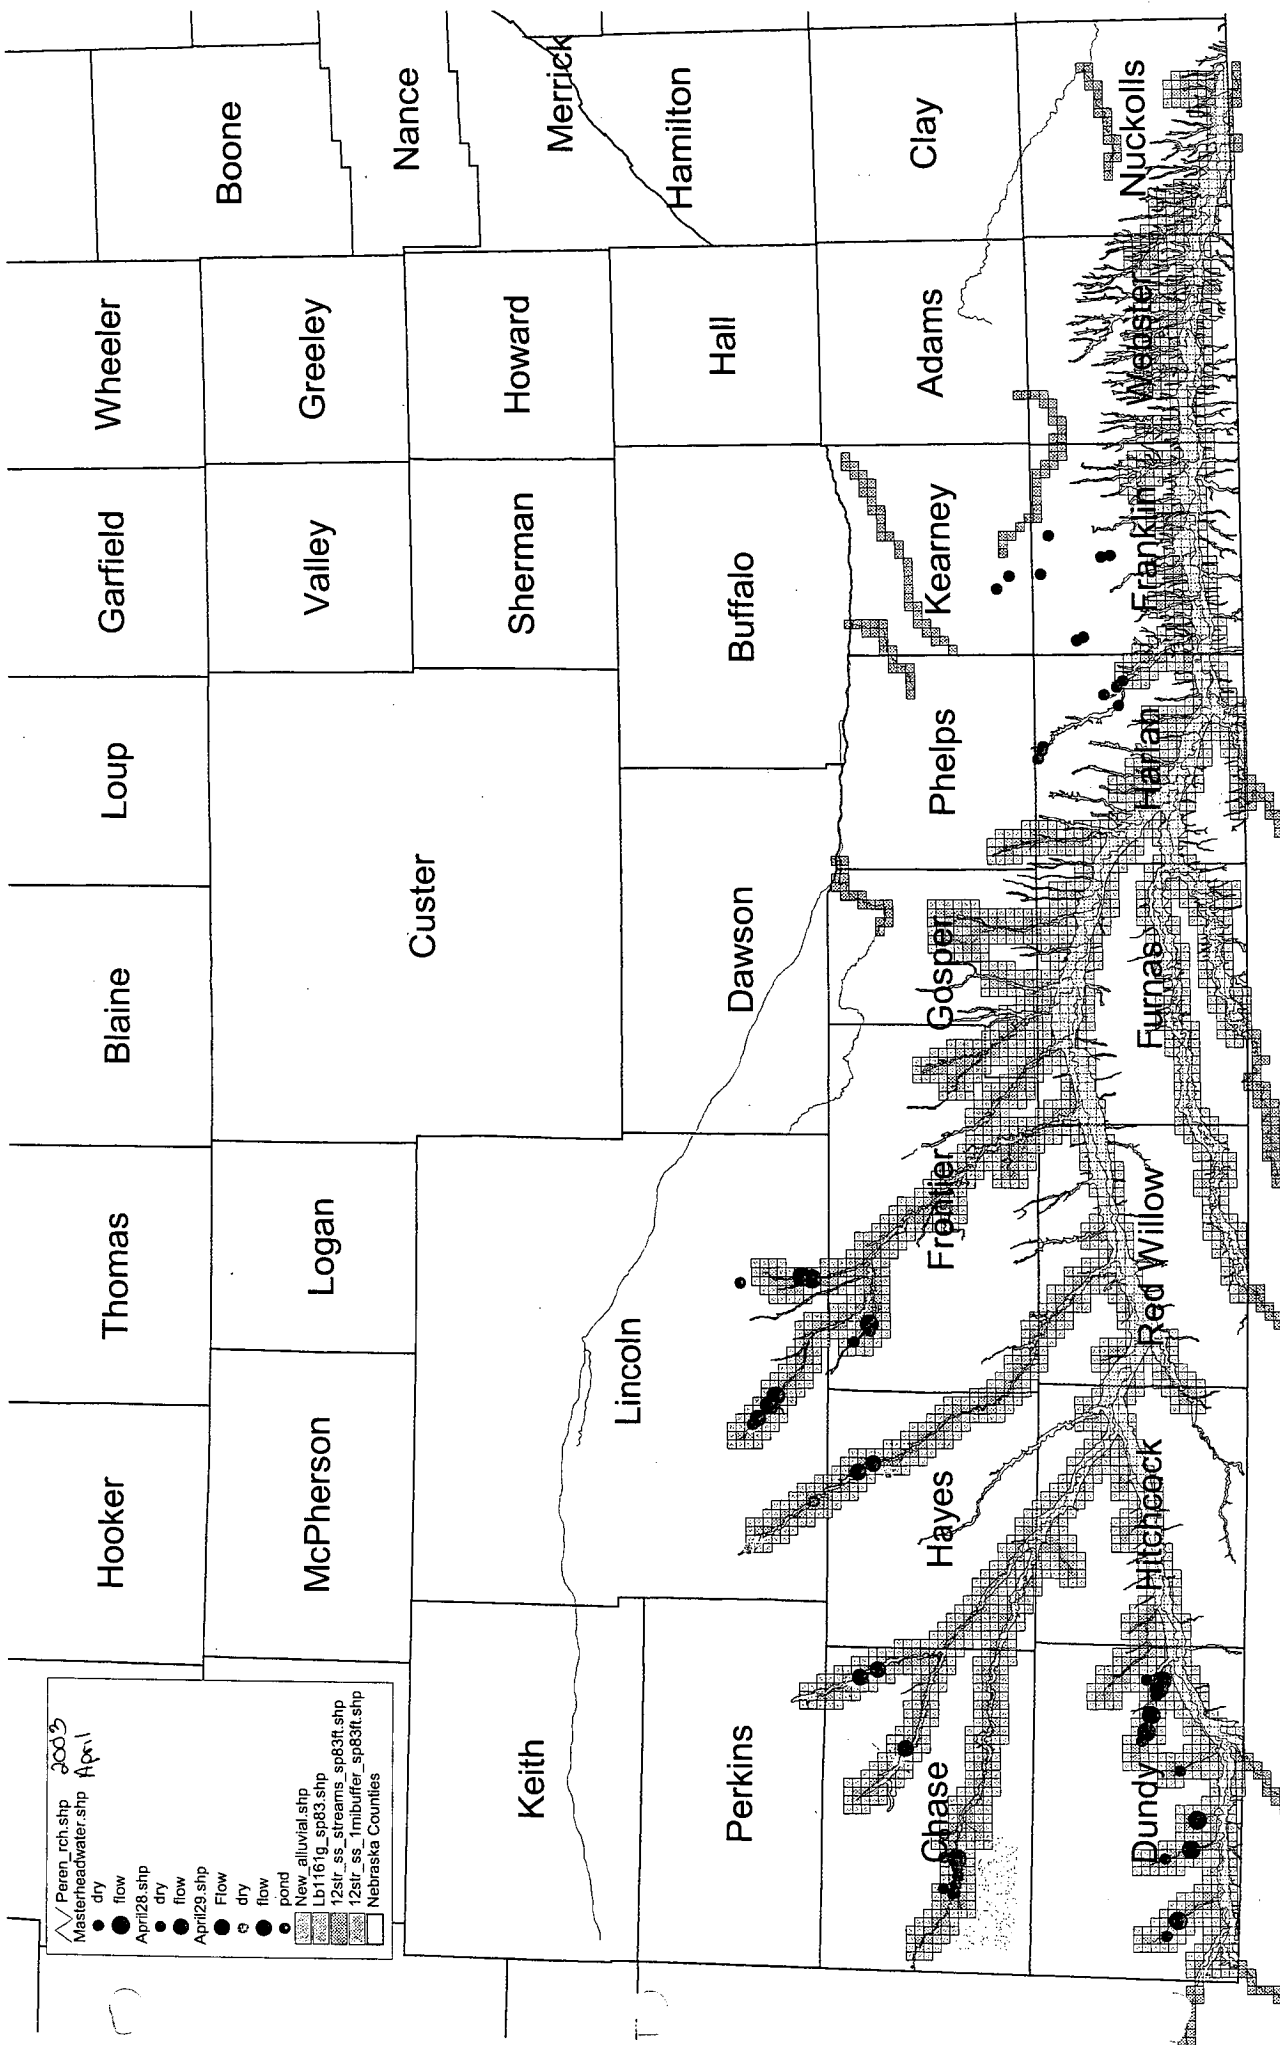 Peren_rch.shp 2003
Masterheadwater.shp April
dry
flow
April28.shp
dry
flow
April29.shp
Flow
dry
flow
pond
New_alluvial.shp
Lb1161g_sp83.shp
12str_ss_streams_sp83ft.shp
12str_ss_1mibuffer_sp83ft.shp
Nebraska Counties
Hooker
Thomas
Blaine
Loup
Garfield
Wheeler
Boone
McPherson
Logan
Custer
Valley
Greeley
Nance
Keith
Lincoln
Sherman
Howard
Merrick
Perkins
Dawson
Buffalo
Hall
Hamilton
Chase
Hayes
Frontier
Gosper
Phelps
Kearney
Adams
Clay
Dundy
Hitchcock
Red Willow
Furnas
Harlan
Franklin
Webster
Nuckolls